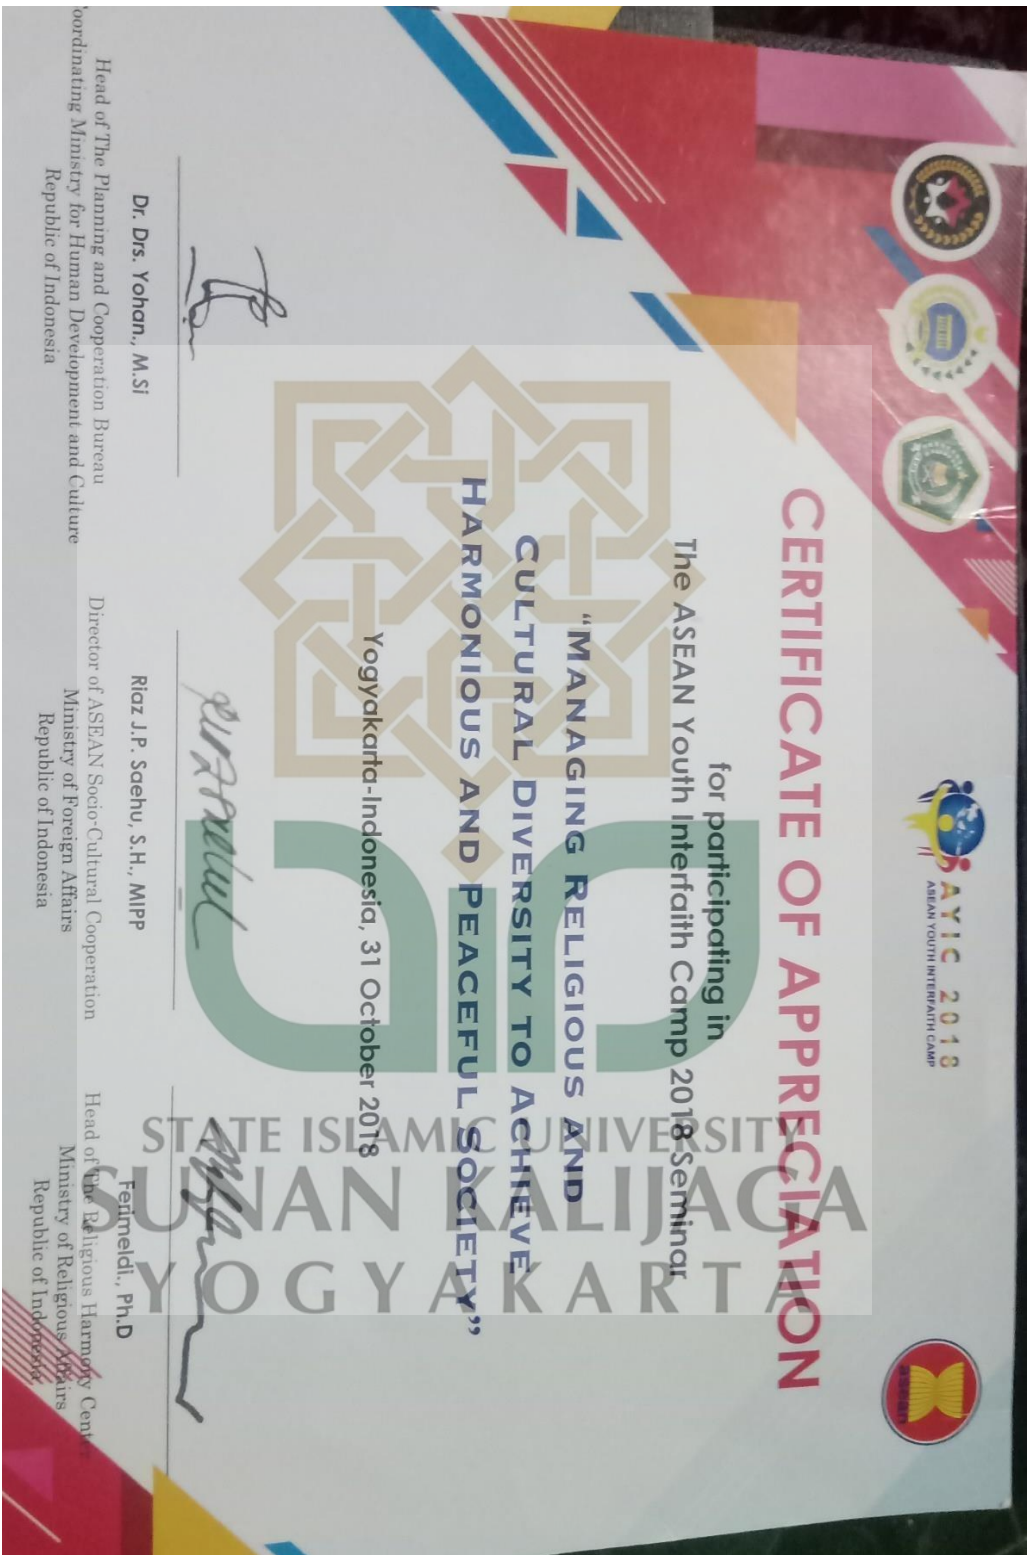 AYIC 2018
ASEAN YOUTH INTERFAITH CAMP
asean
CERTIFICATE OF APPRECIATION
for participating in
The ASEAN Youth Interfaith Camp 2018 Seminar
“MANAGING RELIGIOUS AND
CULTURAL DIVERSITY TO ACHIEVE
HARMONIOUS AND PEACEFUL SOCIETY”
Yogyakarta-Indonesia, 31 October 2018
Dr. Drs. Yohan., M.Si
Head of The Planning and Cooperation Bureau
oordinating Ministry for Human Development and Culture
Republic of Indonesia
Riaz J.P. Saehu, S.H., MIPP
Director of ASEAN Socio-Cultural Cooperation
Ministry of Foreign Affairs
Republic of Indonesia
Ferimeldi., Ph.D
Head of The Religious Harmony Center
Ministry of Religious Affairs
Republic of Indonesia
STATE ISLAMIC UNIVERSITY
SUNAN KALIJAGA
YOGYAKARTA